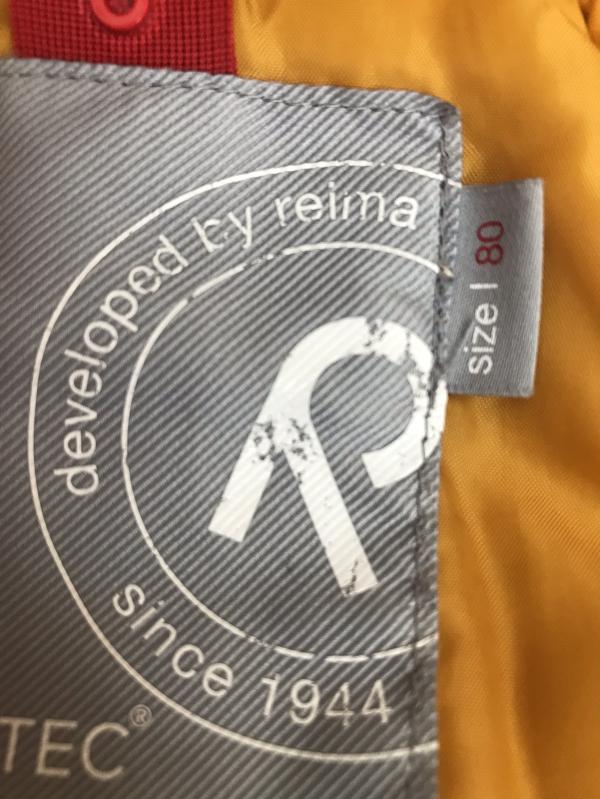 developed by reima
size | 80
since 1944
TEC®